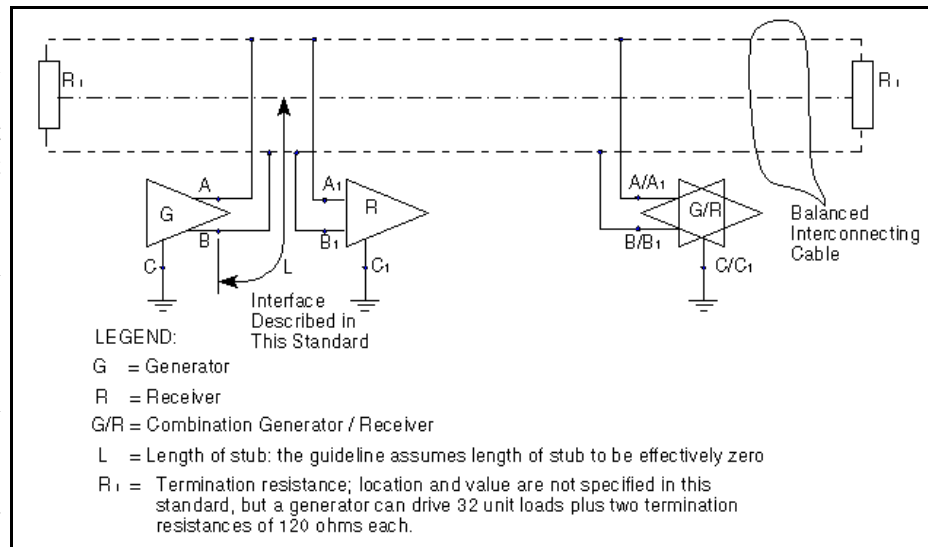 R₁
R₁
A
A₁
A/A₁
G
R
G/R
B
B₁
B/B₁
Balanced
Interconnecting
Cable
C
L
C₁
C/C₁
Interface
Described in
This Standard
LEGEND:
G = Generator
R = Receiver
G/R = Combination Generator / Receiver
L = Length of stub: the guideline assumes length of stub to be effectively zero
R₁ = Termination resistance; location and value are not specified in this
standard, but a generator can drive 32 unit loads plus two termination
resistances of 120 ohms each.